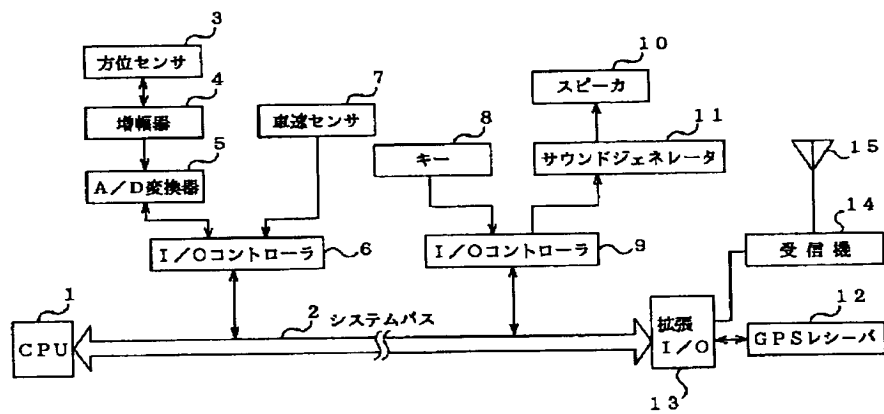 3
方位センサ
4
増幅器
5
A/D変換器
7
車速センサ
I/Oコントローラ
6
8
キー
10
スピーカ
11
サウンドジェネレータ
I/Oコントローラ
9
15
14
受信機
1
CPU
2
システムバス
拡張
I/O
13
12
GPSレシーバ